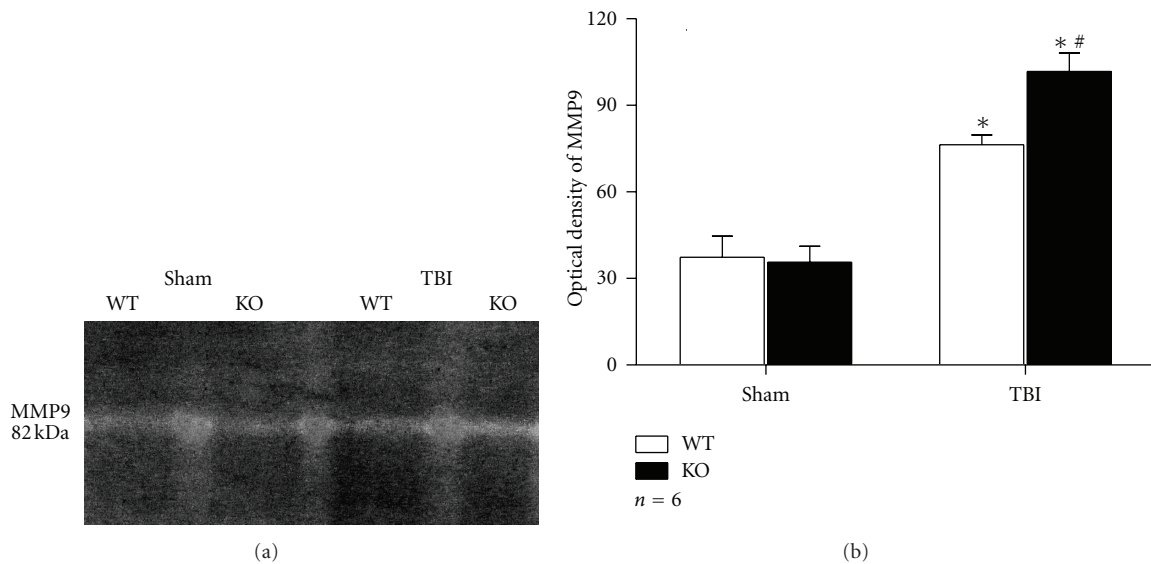 Sham TBI
WT KO WT KO
MMP9
82 kDa
(a)
120
90
60
30
0
Optical density of MMP9
*
* #
Sham TBI
WT
KO
n = 6
(b)